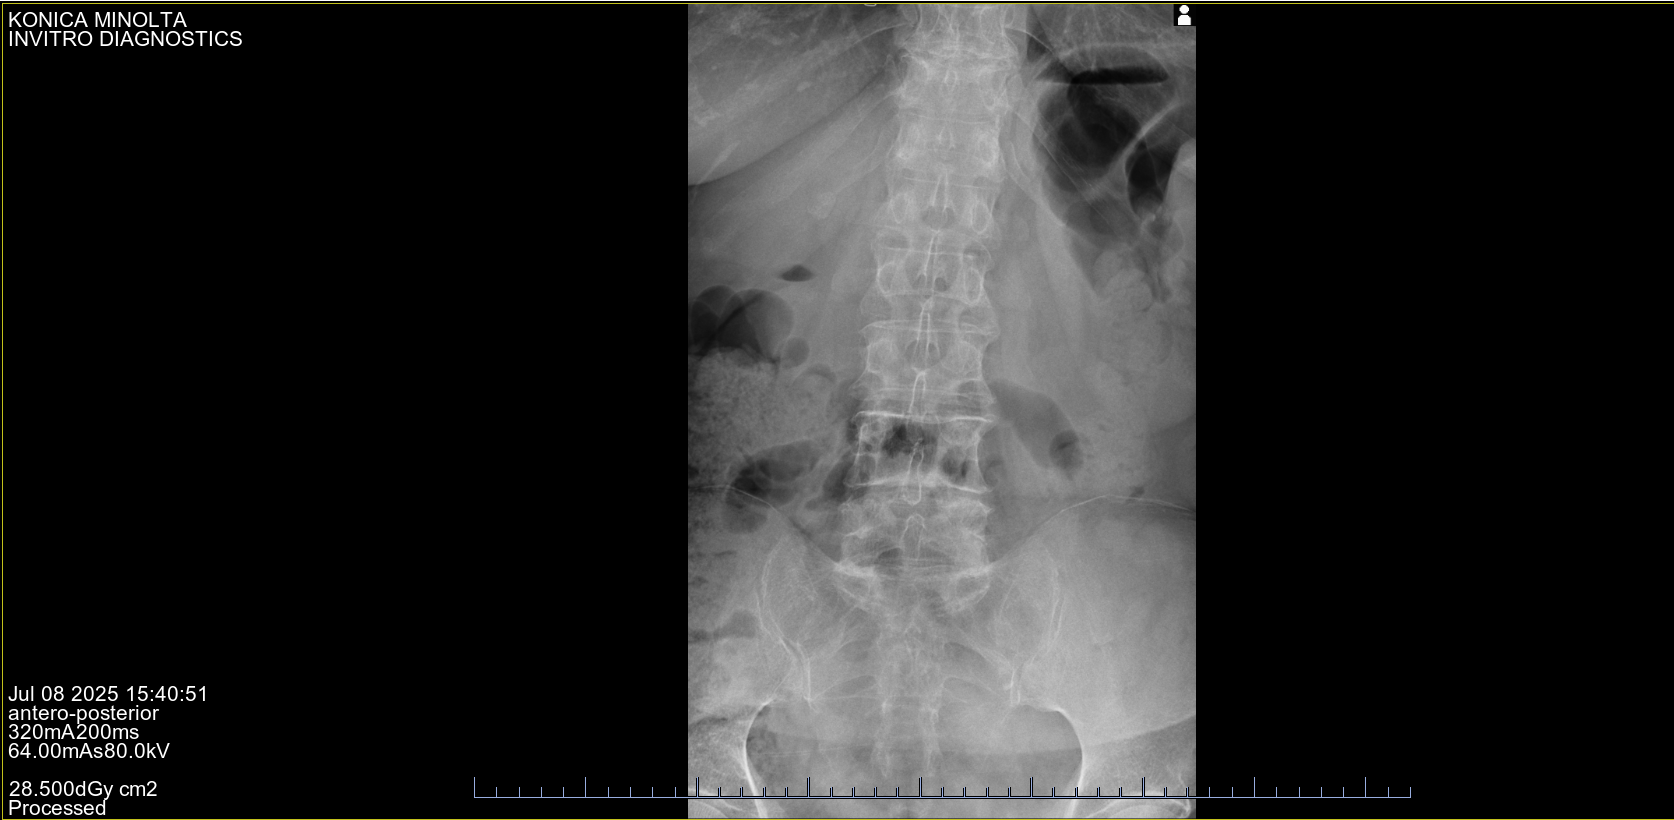 KONICA MINOLTA
INVITRO DIAGNOSTICS
Jul 08 2025 15:40:51
antero-posterior
320mA200ms
64.00mAs80.0kV
28.500dGy cm2
Processed